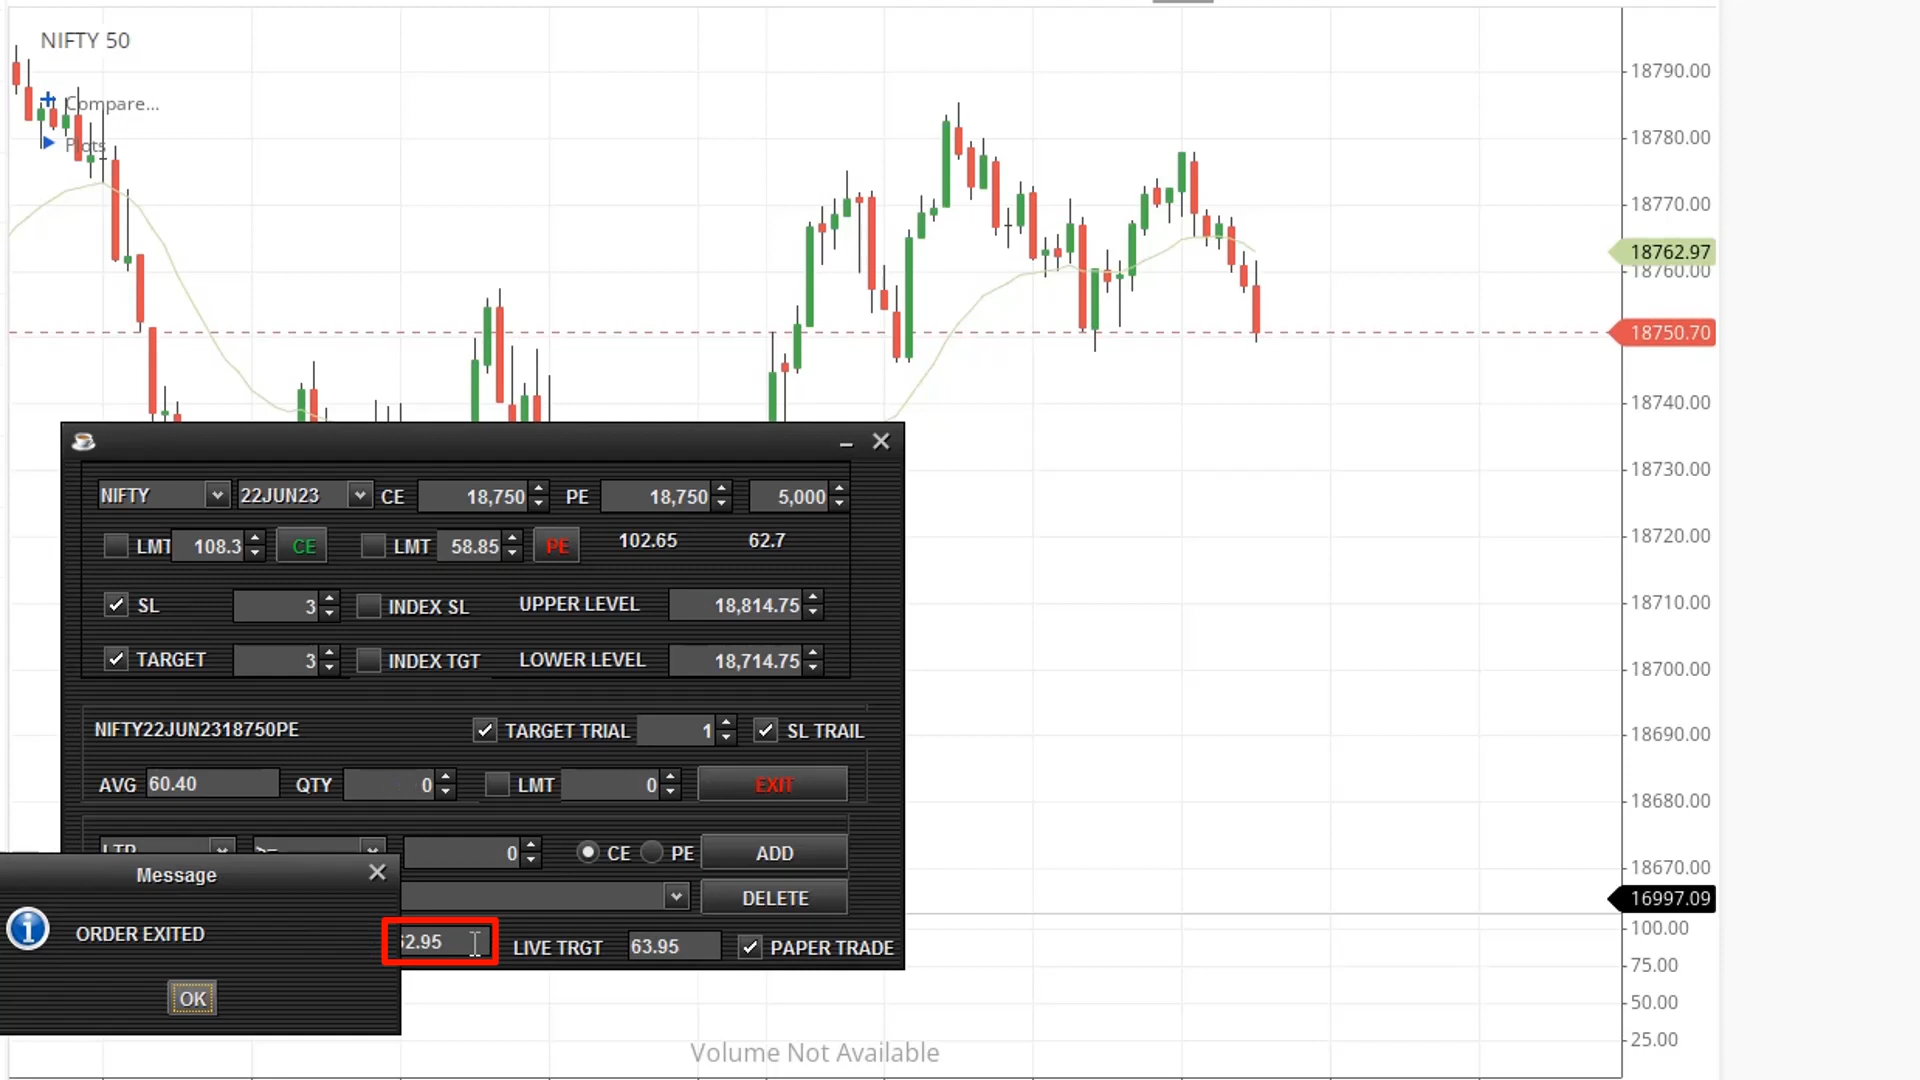 NIFTY 50
Compare...
Plots
18790.00
18780.00
18770.00
18762.97
18760.00
18750.70
18740.00
18730.00
18720.00
18710.00
18700.00
18690.00
18680.00
18670.00
16997.09
100.00
75.00
50.00
25.00
NIFTY 22JUN23 CE 18,750 PE 18,750 5,000
LMT 108.3 CE LMT 58.85 PE 102.65 62.7
SL 3 INDEX SL UPPER LEVEL 18,814.75
TARGET 3 INDEX TGT LOWER LEVEL 18,714.75
NIFTY22JUN2318750PE TARGET TRIAL 1 SL TRAIL
AVG 60.40 QTY 0 LMT 0 EXIT
LTP >= 0 CE PE ADD
DELETE
2.95 LIVE TRGT 63.95 PAPER TRADE
Message
ORDER EXITED
OK
Volume Not Available